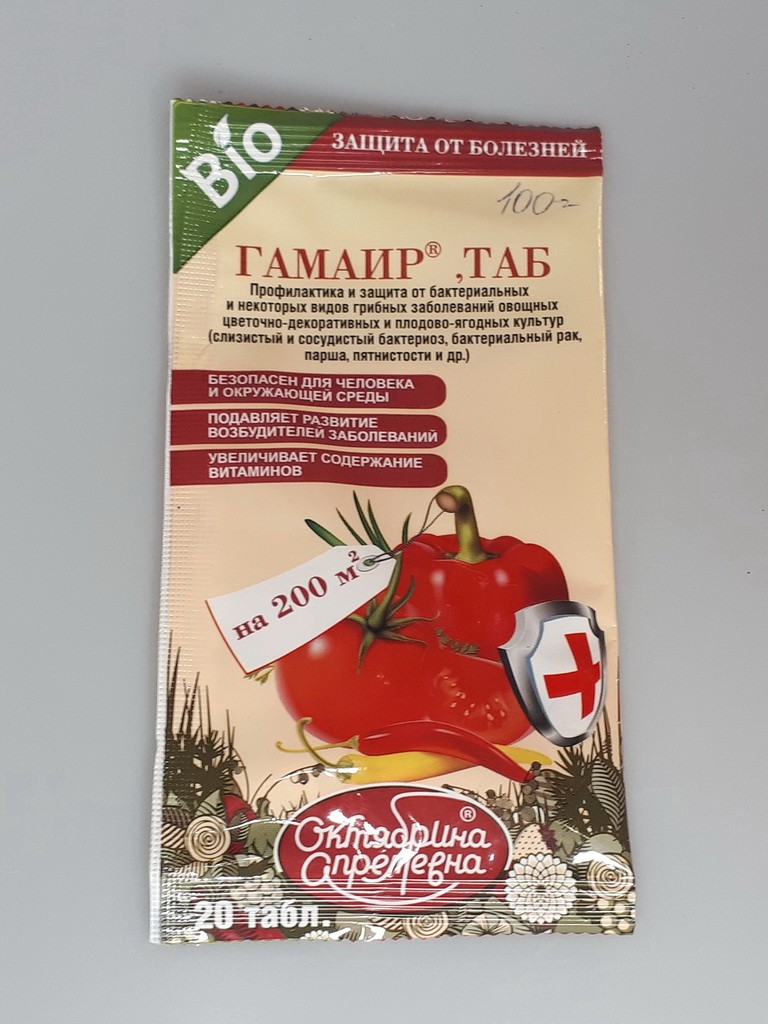 Bio
ЗАЩИТА ОТ БОЛЕЗНЕЙ
100=
ГАМАИР® ,ТАБ
Профилактика и защита от бактериальных
и некоторых видов грибных заболеваний овощных
цветочно-декоративных и плодово-ягодных культур
(слизистый и сосудистый бактериоз, бактериальный рак,
парша, пятнистости и др.)
БЕЗОПАСЕН ДЛЯ ЧЕЛОВЕКА
И ОКРУЖАЮЩЕЙ СРЕДЫ
ПОДАВЛЯЕТ РАЗВИТИЕ
ВОЗБУДИТЕЛЕЙ ЗАБОЛЕВАНИЙ
УВЕЛИЧИВАЕТ СОДЕРЖАНИЕ
ВИТАМИНОВ
на 200 м²
Октябрина ®
Апрелевна
20 табл.